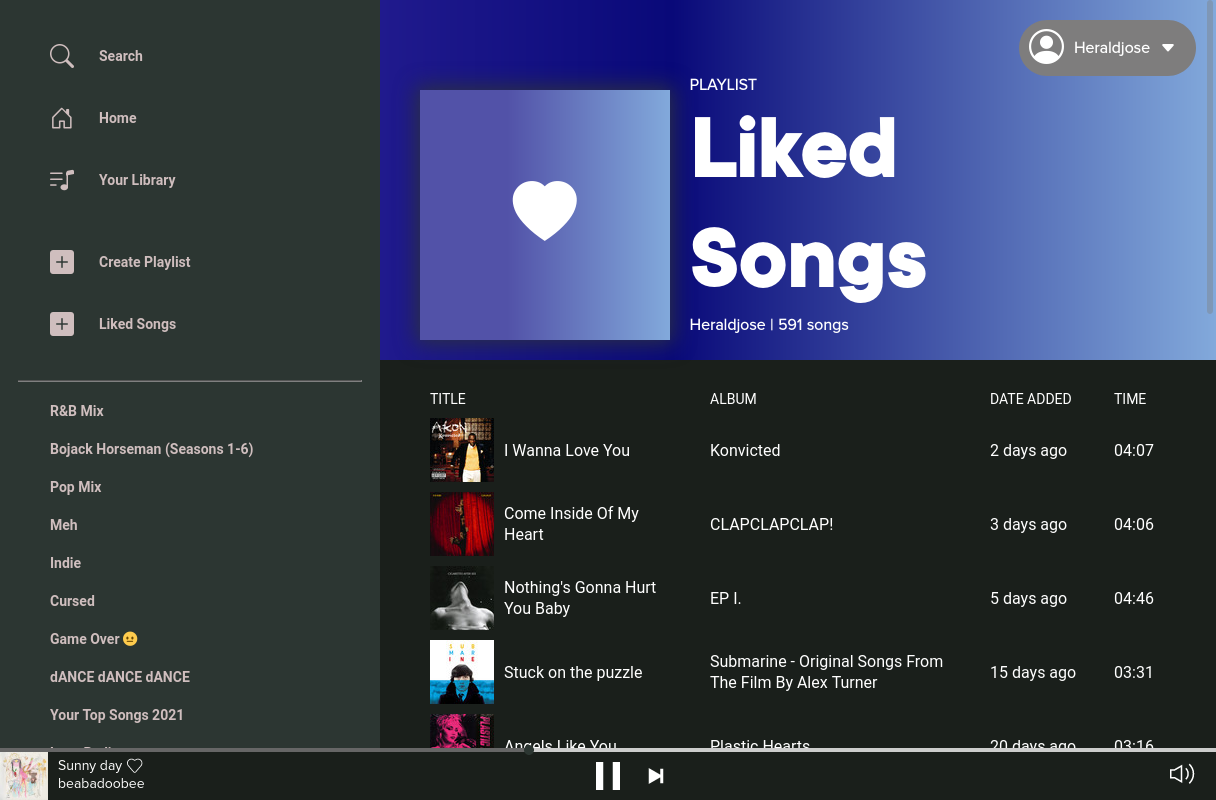 Search
Home
Your Library
Create Playlist
Liked Songs
R&B Mix
Bojack Horseman (Seasons 1-6)
Pop Mix
Meh
Indie
Cursed
Game Over 😐
dANCE dANCE dANCE
Your Top Songs 2021
Heraldjose
PLAYLIST
Liked
Songs
Heraldjose | 591 songs
TITLE ALBUM DATE ADDED TIME
AKON
I Wanna Love You Konvicted 2 days ago 04:07
Come Inside Of My
Heart
CLAPCLAPCLAP! 3 days ago 04:06
Nothing's Gonna Hurt
You Baby
EP I. 5 days ago 04:46
SUB
MAR
INE
Stuck on the puzzle
Submarine - Original Songs From
The Film By Alex Turner
15 days ago 03:31
PLASTIC
Angels Like You Plastic Hearts 20 days ago 03:16
Sunny day
beabadoobee